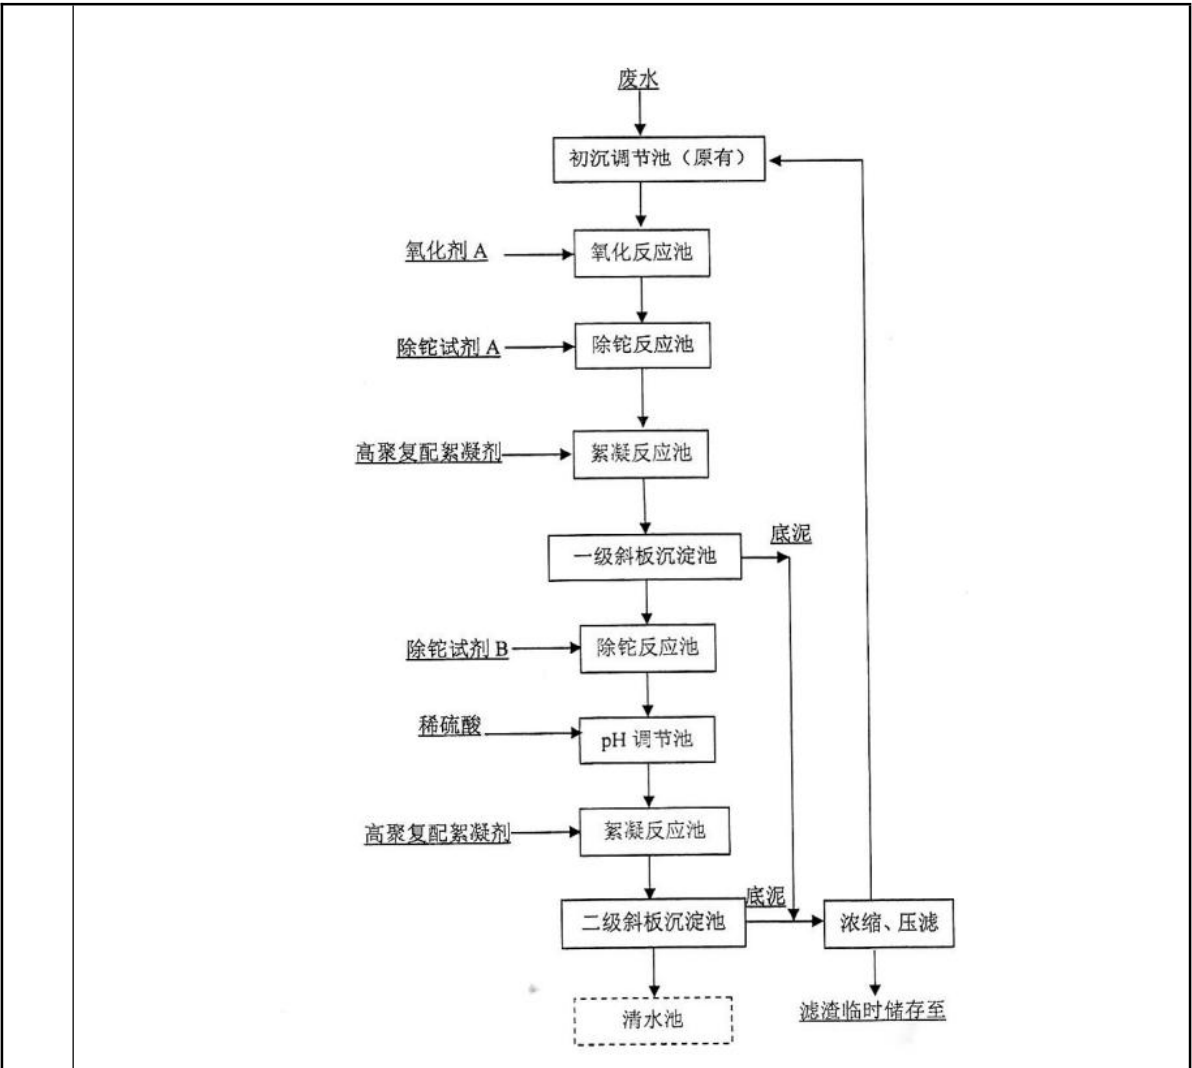 废水
初沉调节池（原有）
氧化剂 A
氧化反应池
除铊试剂 A
除铊反应池
高聚复配絮凝剂
絮凝反应池
底泥
一级斜板沉淀池
除铊试剂 B
除铊反应池
稀硫酸
pH 调节池
高聚复配絮凝剂
絮凝反应池
底泥
二级斜板沉淀池
浓缩、压滤
清水池
滤渣临时储存至